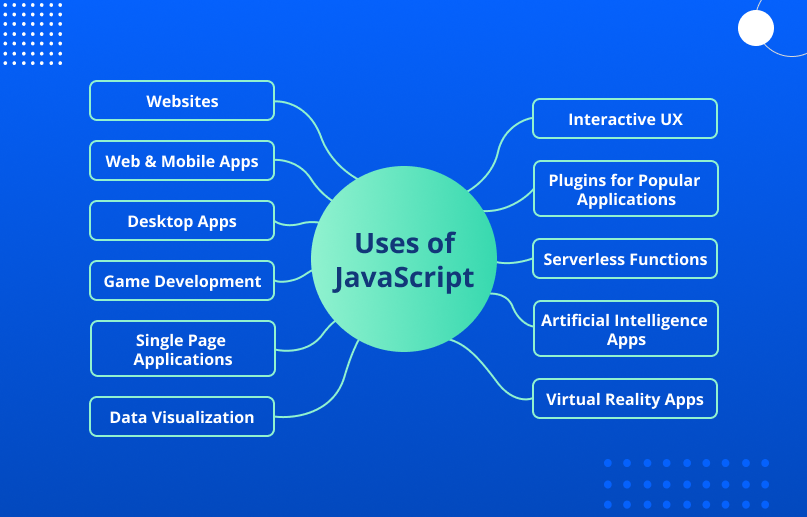 Websites
Web & Mobile Apps
Desktop Apps
Game Development
Single Page
Applications
Data Visualization
Uses of
JavaScript
Interactive UX
Plugins for Popular
Applications
Serverless Functions
Artificial Intelligence
Apps
Virtual Reality Apps